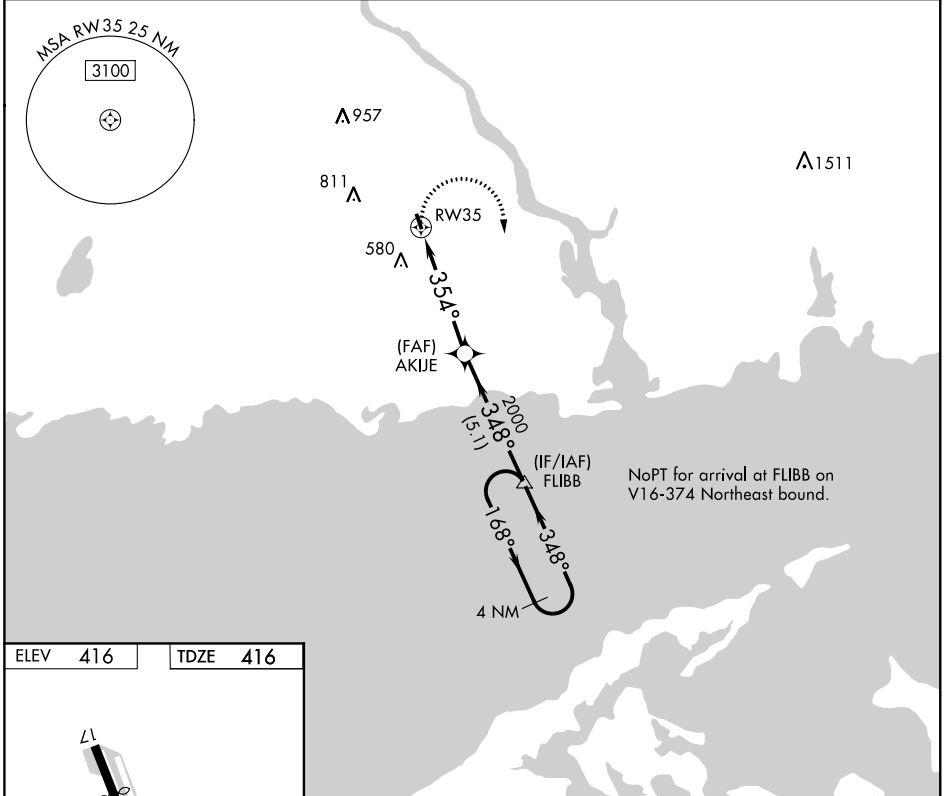 MSA RW35 25 NM
3100
957
1511
811
RW35
580
354°
(FAF)
AKIJE
2000
348°
(5.1)
(IF/IAF)
FLIBB
NoPT for arrival at FLIBB on
V16-374 Northeast bound.
168°
348°
4 NM
ELEV 416
TDZE 416
17